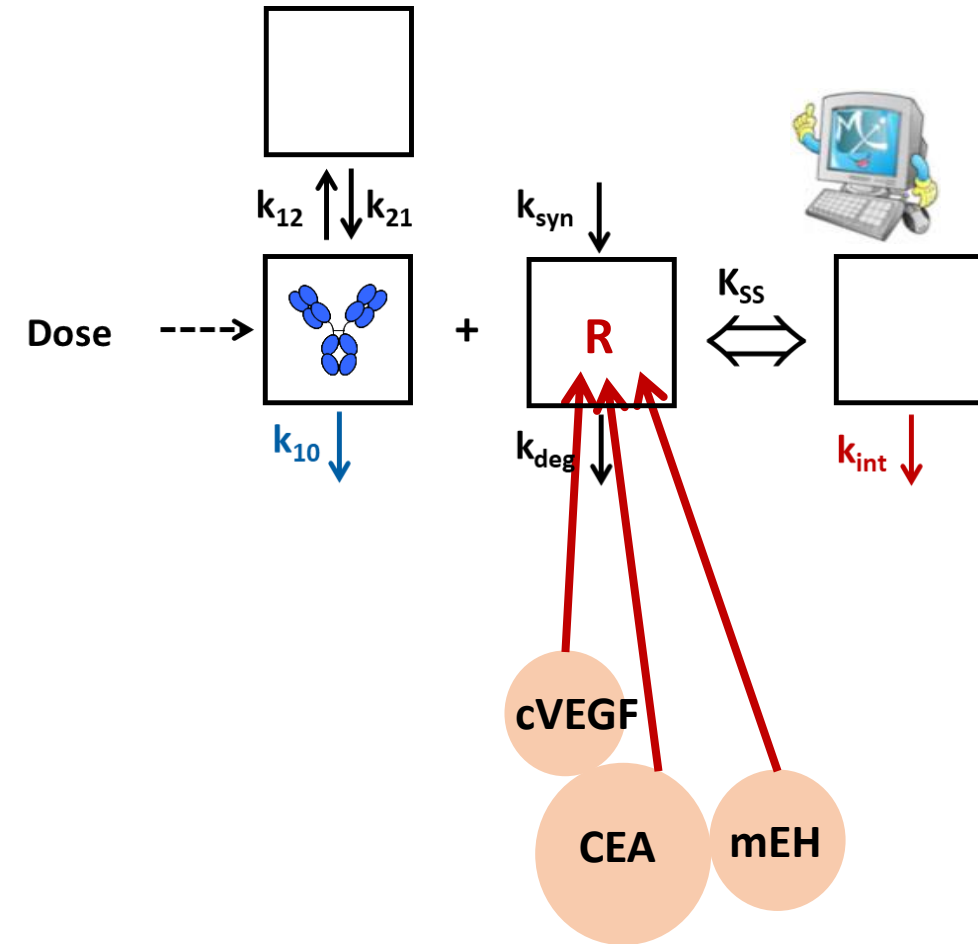 k12
k21
ksyn
KSS
Dose
+
R
k10
kdeg
kint
cVEGF
CEA
mEH